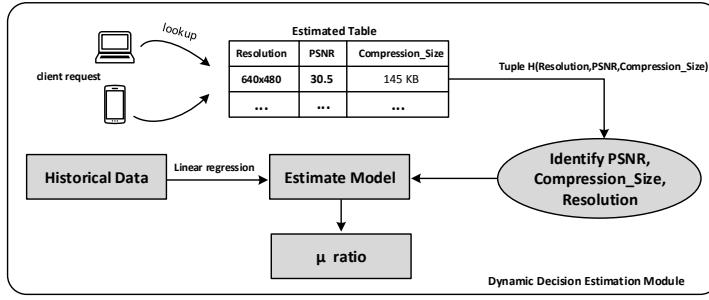 lookup
client request
Estimated Table
Resolution PSNR Compression_Size
640x480 30.5 145 KB
... ... ...
Tuple H(Resolution,PSNR,Compression_Size)
Historical Data
Linear regression
Estimate Model
Identify PSNR,
Compression_Size,
Resolution
μ ratio
Dynamic Decision Estimation Module